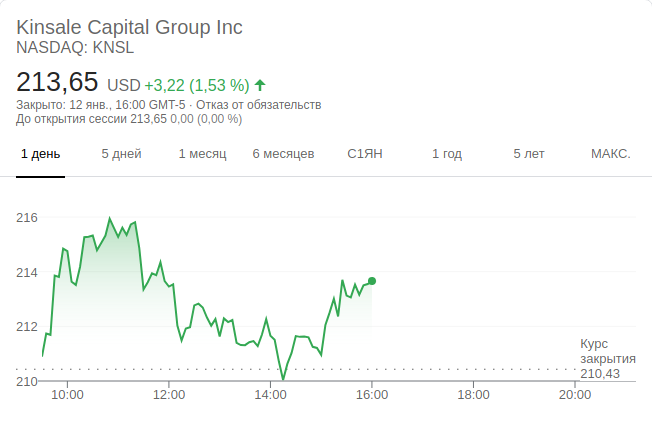 Kinsale Capital Group Inc
NASDAQ: KNSL
213,65 USD +3,22 (1,53 %)
Закрыто: 12 янв., 16:00 GMT-5 · Отказ от обязательств
До открытия сессии 213,65 0,00 (0,00 %)
1 день 5 дней 1 месяц 6 месяцев С1ЯН 1 год 5 лет МАКС.
216
214
212
Курс
закрытия
210,43
210
10:00 12:00 14:00 16:00 18:00 20:00